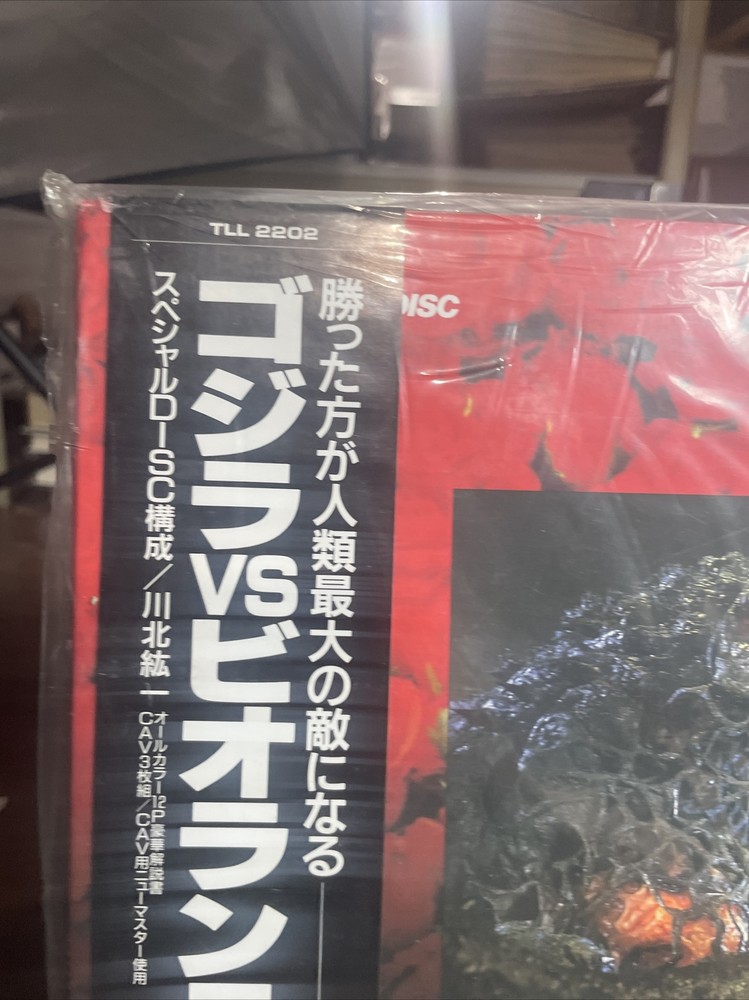 TLL 2202
DISC
勝った方が人類最大の敵になる
ゴジラVSビオラン
スペシャルDISC構成／川北紘一
オールカラー12P豪華解説書
CAV3枚組／CAV用ニューマスター使用